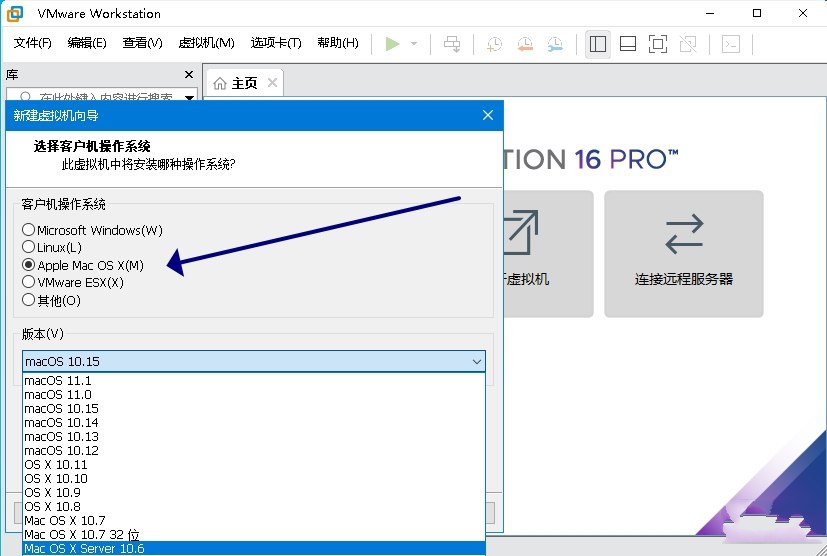 VMware Workstation
文件(F) 编辑(E) 查看(V) 虚拟机(M) 选项卡(T) 帮助(H)
库
在此处键入内容进行搜索
主页
新建虚拟机向导
选择客户机操作系统
此虚拟机中将安装哪种操作系统?
TION 16 PRO™
客户机操作系统
Microsoft Windows(W)
Linux(L)
Apple Mac OS X(M)
VMware ESX(X)
其他(O)
虚拟机
连接远程服务器
版本(V)
macOS 10.15
macOS 11.1
macOS 11.0
macOS 10.15
macOS 10.14
macOS 10.13
macOS 10.12
OS X 10.11
OS X 10.10
OS X 10.9
OS X 10.8
Mac OS X 10.7
Mac OS X 10.7 32 位
Mac OS X Server 10.6